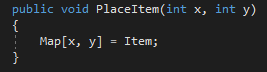 public void PlaceItem(int x, int y)
{
    Map[x, y] = Item;
}